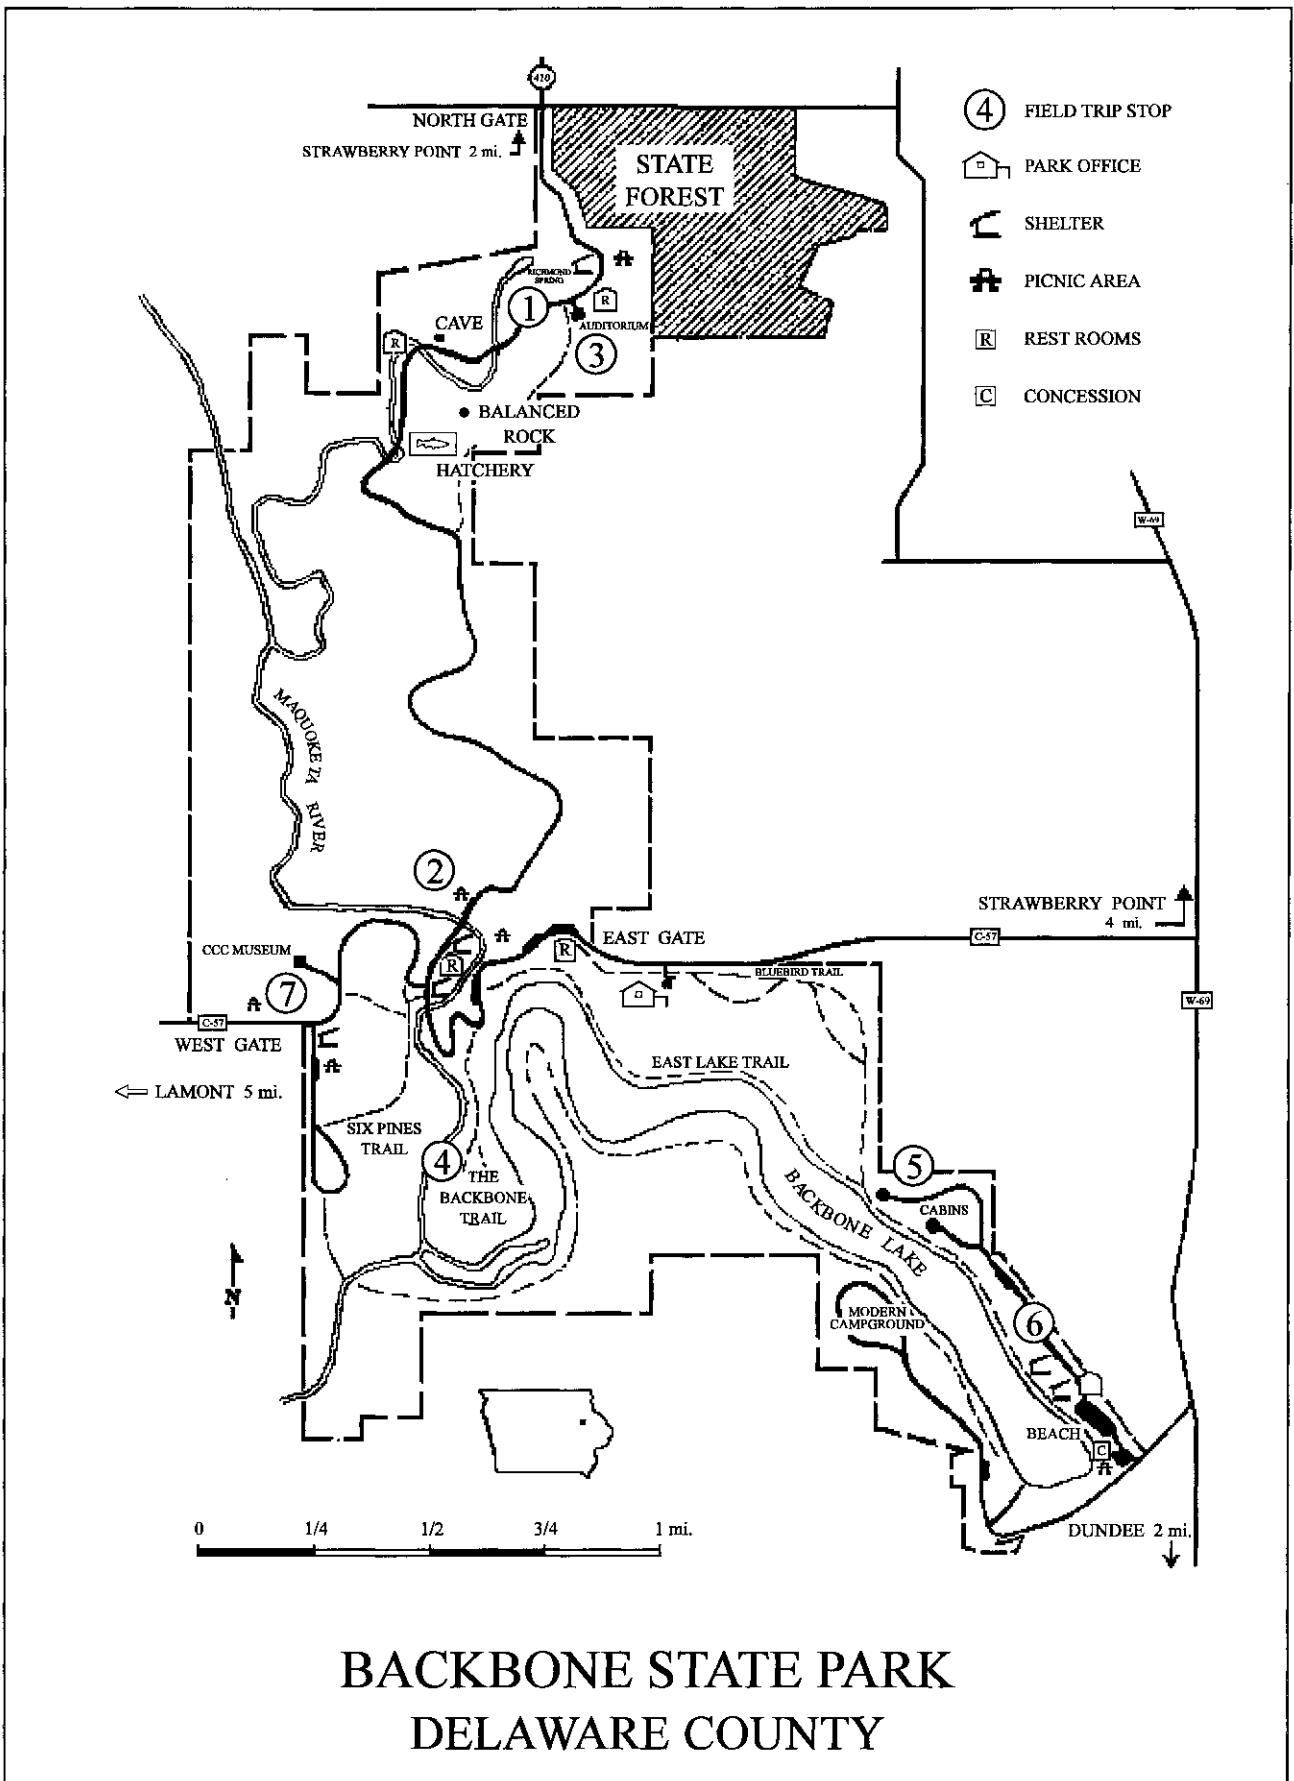 410
NORTH GATE
STRAWBERRY POINT 2 mi.
STATE
FOREST
4 FIELD TRIP STOP
PARK OFFICE
SHELTER
PICNIC AREA
R REST ROOMS
C CONCESSION
RICHMOND
SPRING
1
R
AUDITORIUM
3
CAVE
R
BALANCED
ROCK
HATCHERY
W-69
MAQUOKETA
RIVER
2
STRAWBERRY POINT
4 mi.
C-57
EAST GATE
R
R
CCC MUSEUM
7
BLUEBIRD TRAIL
W-69
C-57
WEST GATE
LAMONT 5 mi.
EAST LAKE TRAIL
SIX PINES
TRAIL
4
THE
BACKBONE
TRAIL
5
CABINS
BACKBONE LAKE
N
MODERN
CAMPGROUND
6
BEACH
C
DUNDEE 2 mi.
0 1/4 1/2 3/4 1 mi.
BACKBONE STATE PARK
DELAWARE COUNTY